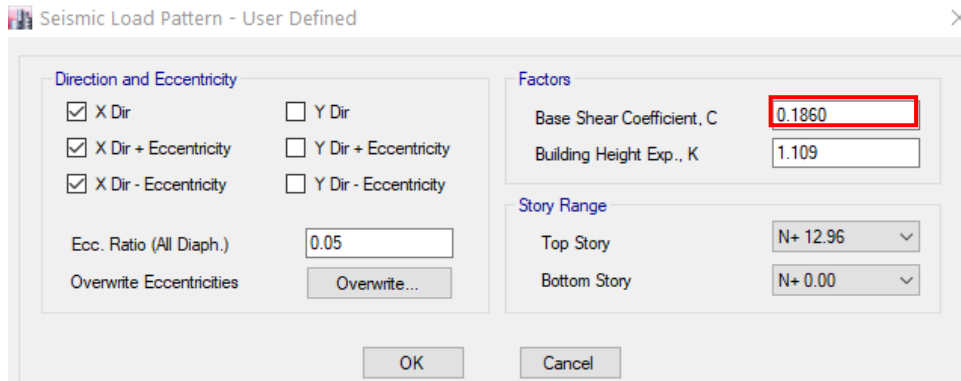 Seismic Load Pattern - User Defined
Direction and Eccentricity
X Dir
Y Dir
X Dir + Eccentricity
Y Dir + Eccentricity
X Dir - Eccentricity
Y Dir - Eccentricity
Ecc. Ratio (All Diaph.)
0.05
Overwrite Eccentricities
Overwrite...
Factors
Base Shear Coefficient, C
0.1860
Building Height Exp., K
1.109
Story Range
Top Story
N+ 12.96
Bottom Story
N+ 0.00
OK
Cancel